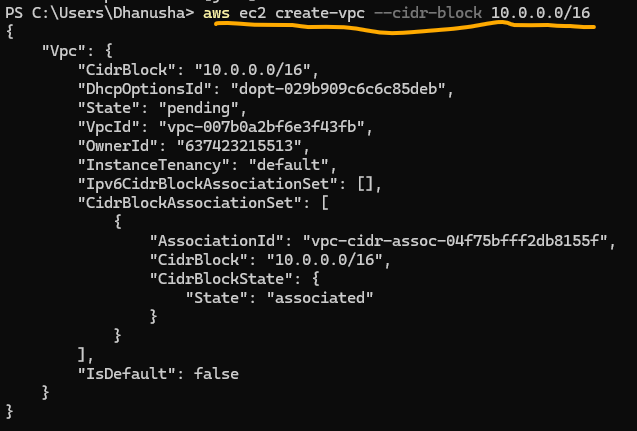 PS C:\Users\Dhanusha> aws ec2 create-vpc --cidr-block 10.0.0.0/16
{
    "Vpc": {
        "CidrBlock": "10.0.0.0/16",
        "DhcpOptionsId": "dopt-029b909c6c6c85deb",
        "State": "pending",
        "VpcId": "vpc-007b0a2bf6e3f43fb",
        "OwnerId": "637423215513",
        "InstanceTenancy": "default",
        "Ipv6CidrBlockAssociationSet": [],
        "CidrBlockAssociationSet": [
            {
                "AssociationId": "vpc-cidr-assoc-04f75bfff2db8155f",
                "CidrBlock": "10.0.0.0/16",
                "CidrBlockState": {
                    "State": "associated"
                }
            }
        ],
        "IsDefault": false
    }
}